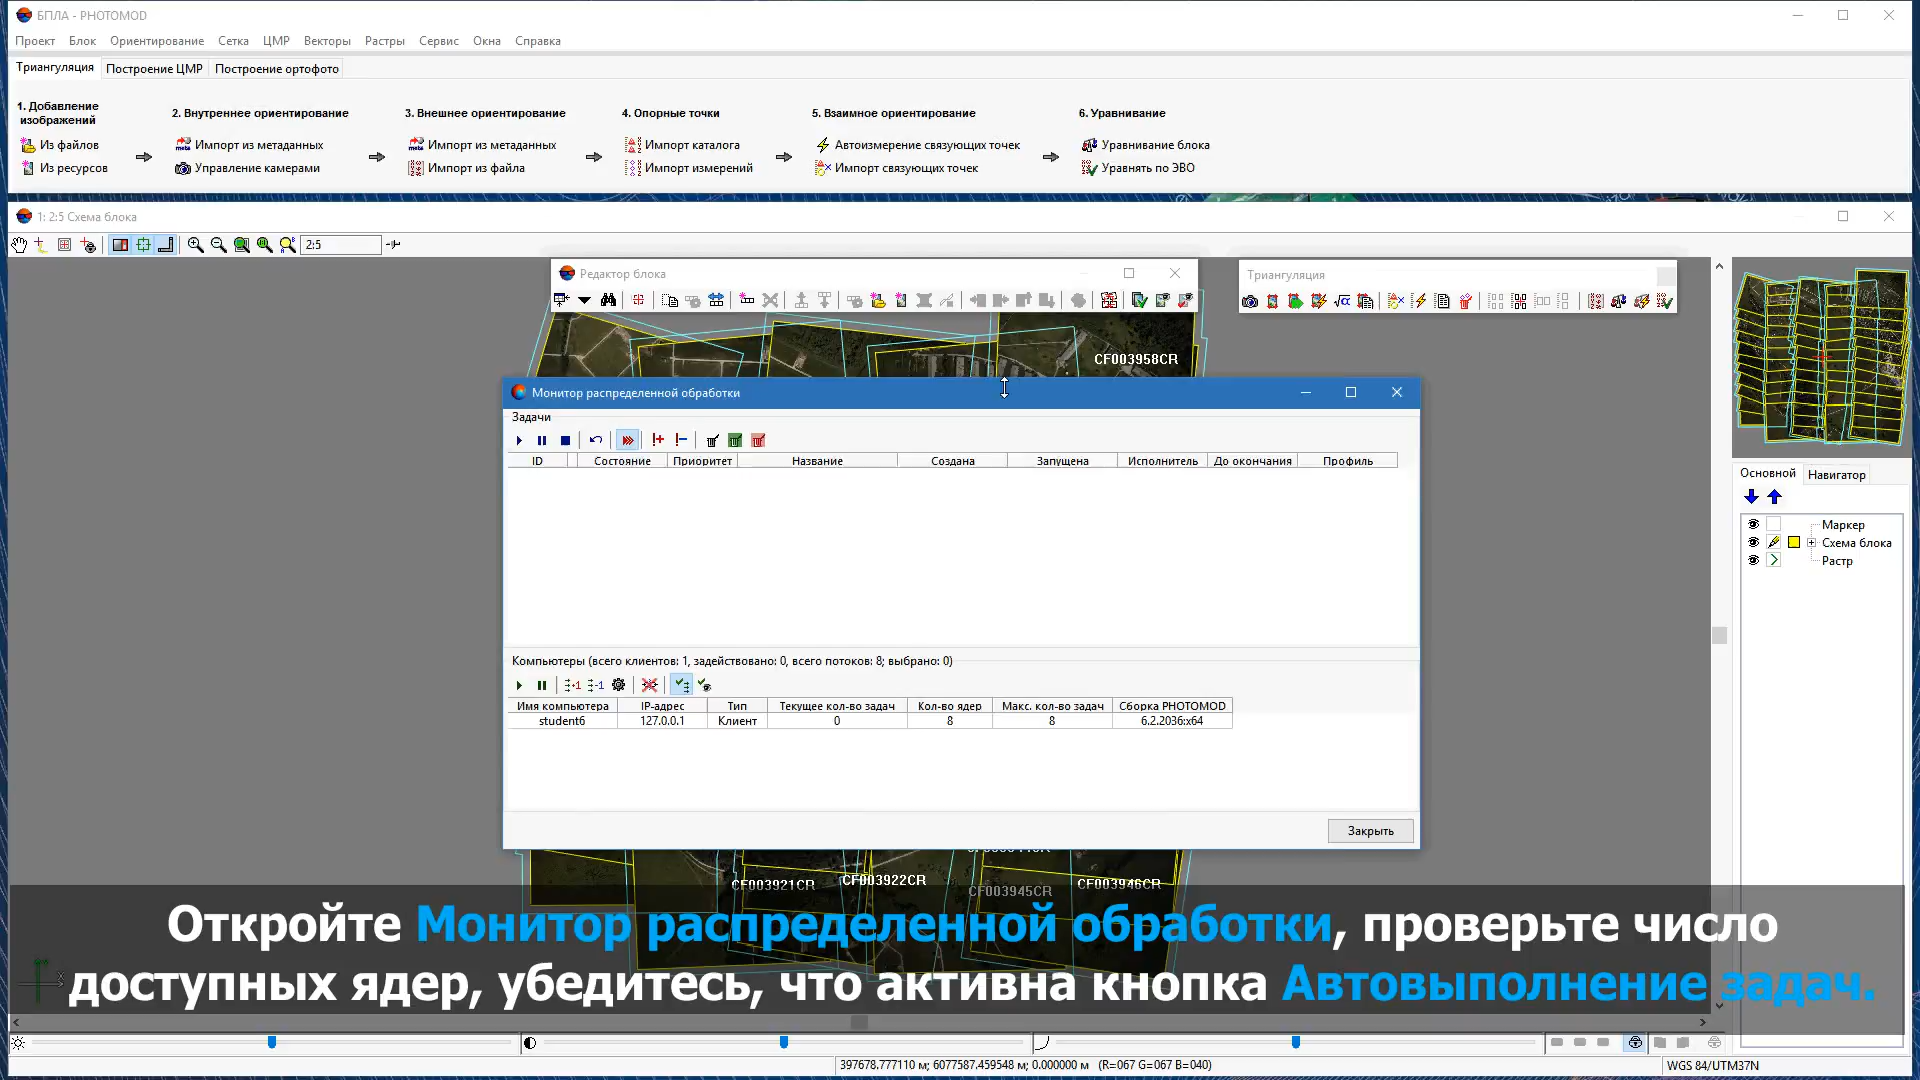 БПЛА - PHOTOMOD
Проект Блок Ориентирование Сетка ЦМР Векторы Растры Сервис Окна Справка
Триангуляция Построение ЦМР Построение ортофото
1. Добавление изображений
Из файлов
Из ресурсов
2. Внутреннее ориентирование
Импорт из метаданных
Управление камерами
3. Внешнее ориентирование
Импорт из метаданных
Импорт из файла
4. Опорные точки
Импорт каталога
Импорт измерений
5. Взаимное ориентирование
Автоизмерение связующих точек
Импорт связующих точек
6. Уравнивание
Уравнивание блока
Уравнять по ЭВО
1: 2:5 Схема блока
2:5
Редактор блока
Триангуляция
CF003958CR
Монитор распределенной обработки
Задачи
ID Состояние Приоритет Название Создана Запущена Исполнитель До окончания Профиль
Компьютеры (всего клиентов: 1, задействовано: 0, всего потоков: 8; выбрано: 0)
Имя компьютера IP-адрес Тип Текущее кол-во задач Кол-во ядер Макс. кол-во задач Сборка PHOTOMOD
student6 127.0.0.1 Клиент 0 8 8 6.2.2036:x64
Закрыть
Основной Навигатор
Маркер
Схема блока
Растр
CF003921CR CF003922CR CF003945CR CF003946CR
Откройте Монитор распределенной обработки, проверьте число
доступных ядер, убедитесь, что активна кнопка Автовыполнение задач.
397678.777110 м; 6077587.459548 м; 0.000000 м (R=067 G=067 B=040)
WGS 84/UTM37N